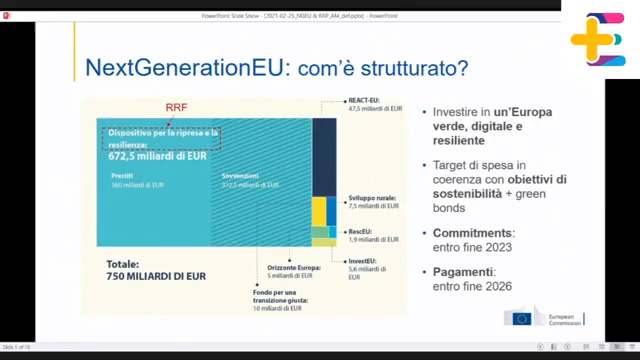 PowerPoint Slide Show - [2021-02-25_NGEU & RRP_AM_def.pptx] - PowerPoint
NextGenerationEU: com'è strutturato?
RRF
Dispositivo per la ripresa e la
resilienza:
672,5 miliardi di EUR
Prestiti
360 miliardi di EUR
Sovvenzioni
312,5 miliardi di EUR
REACT-EU:
47,5 miliardi di EUR
Sviluppo rurale:
7,5 miliardi di EUR
RescEU:
1,9 miliardi di EUR
InvestEU:
5,6 miliardi di
EUR
Orizzonte Europa:
5 miliardi di EUR
Fondo per una
transizione giusta:
10 miliardi di EUR
Totale:
750 MILIARDI DI EUR
• Investire in un'Europa
verde, digitale e
resiliente
• Target di spesa in
coerenza con obiettivi di
sostenibilità + green
bonds
• Commitments:
entro fine 2023
• Pagamenti:
entro fine 2026
European
Commission